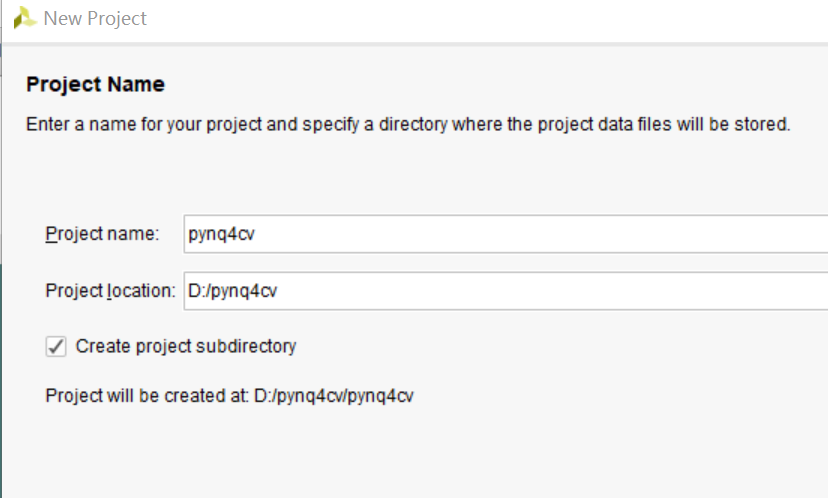 New Project
Project Name
Enter a name for your project and specify a directory where the project data files will be stored.
Project name: pynq4cv
Project location: D:/pynq4cv
Create project subdirectory
Project will be created at: D:/pynq4cv/pynq4cv